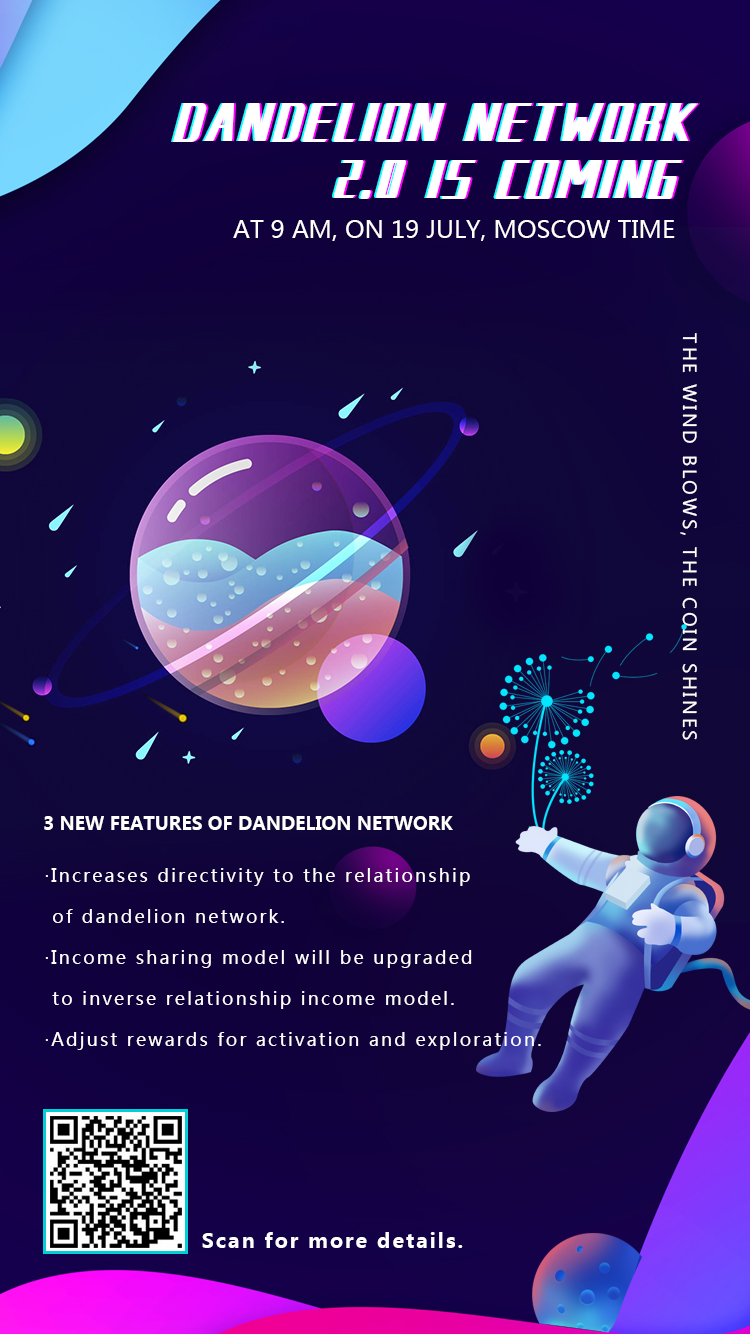 DANDELION NETWORK
2.0 IS COMING
AT 9 AM, ON 19 JULY, MOSCOW TIME
THE WIND BLOWS, THE COIN SHINES
3 NEW FEATURES OF DANDELION NETWORK
·Increases directivity to the relationship
of dandelion network.
·Income sharing model will be upgraded
to inverse relationship income model.
·Adjust rewards for activation and exploration.
Scan for more details.